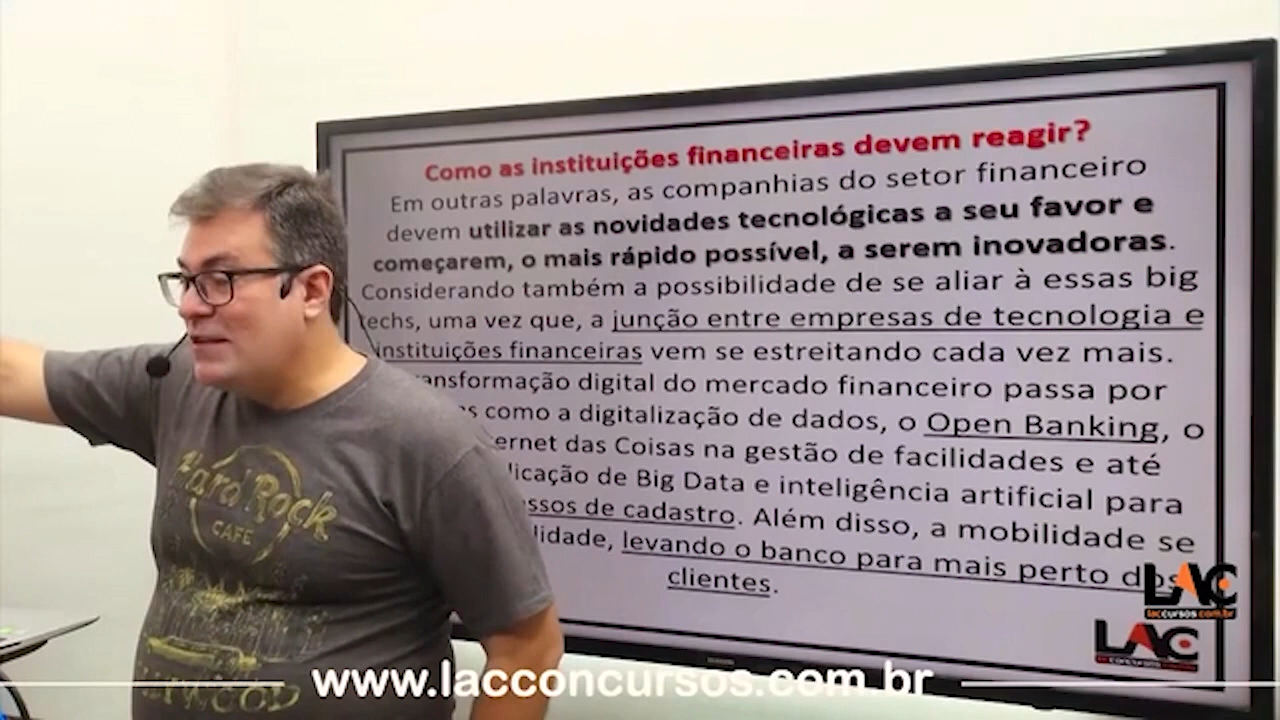 Como as instituições financeiras devem reagir?
Em outras palavras, as companhias do setor financeiro
devem utilizar as novidades tecnológicas a seu favor e
começarem, o mais rápido possível, a serem inovadoras.
Considerando também a possibilidade de se aliar à essas big
techs, uma vez que, a junção entre empresas de tecnologia e
instituições financeiras vem se estreitando cada vez mais.
ansformação digital do mercado financeiro passa por
s como a digitalização de dados, o Open Banking, o
ernet das Coisas na gestão de facilidades e até
licação de Big Data e inteligência artificial para
ssos de cadastro. Além disso, a mobilidade se
lidade, levando o banco para mais perto dos
clientes.
LAC
laccursos.com.br
LAC
Hard Rock
CAFE
www.lacconcursos.com.br